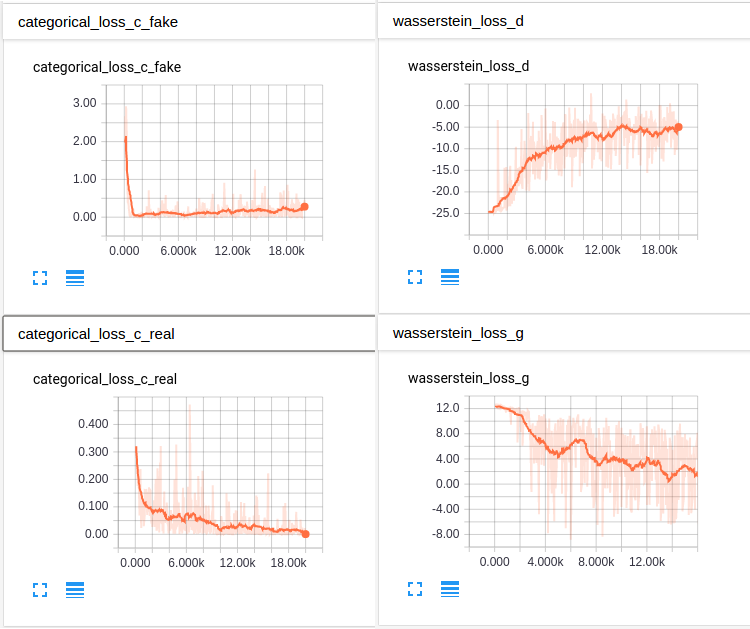 categorical_loss_c_fake
categorical_loss_c_fake
3.00
2.00
1.00
0.00
0.000 6.000k 12.00k 18.00k
wasserstein_loss_d
wasserstein_loss_d
0.00
-5.00
-10.0
-15.0
-20.0
-25.0
0.000 6.000k 12.00k 18.00k
categorical_loss_c_real
categorical_loss_c_real
0.400
0.300
0.200
0.100
0.00
0.000 6.000k 12.00k 18.00k
wasserstein_loss_g
wasserstein_loss_g
12.0
8.00
4.00
0.00
-4.00
-8.00
0.000 4.000k 8.000k 12.00k